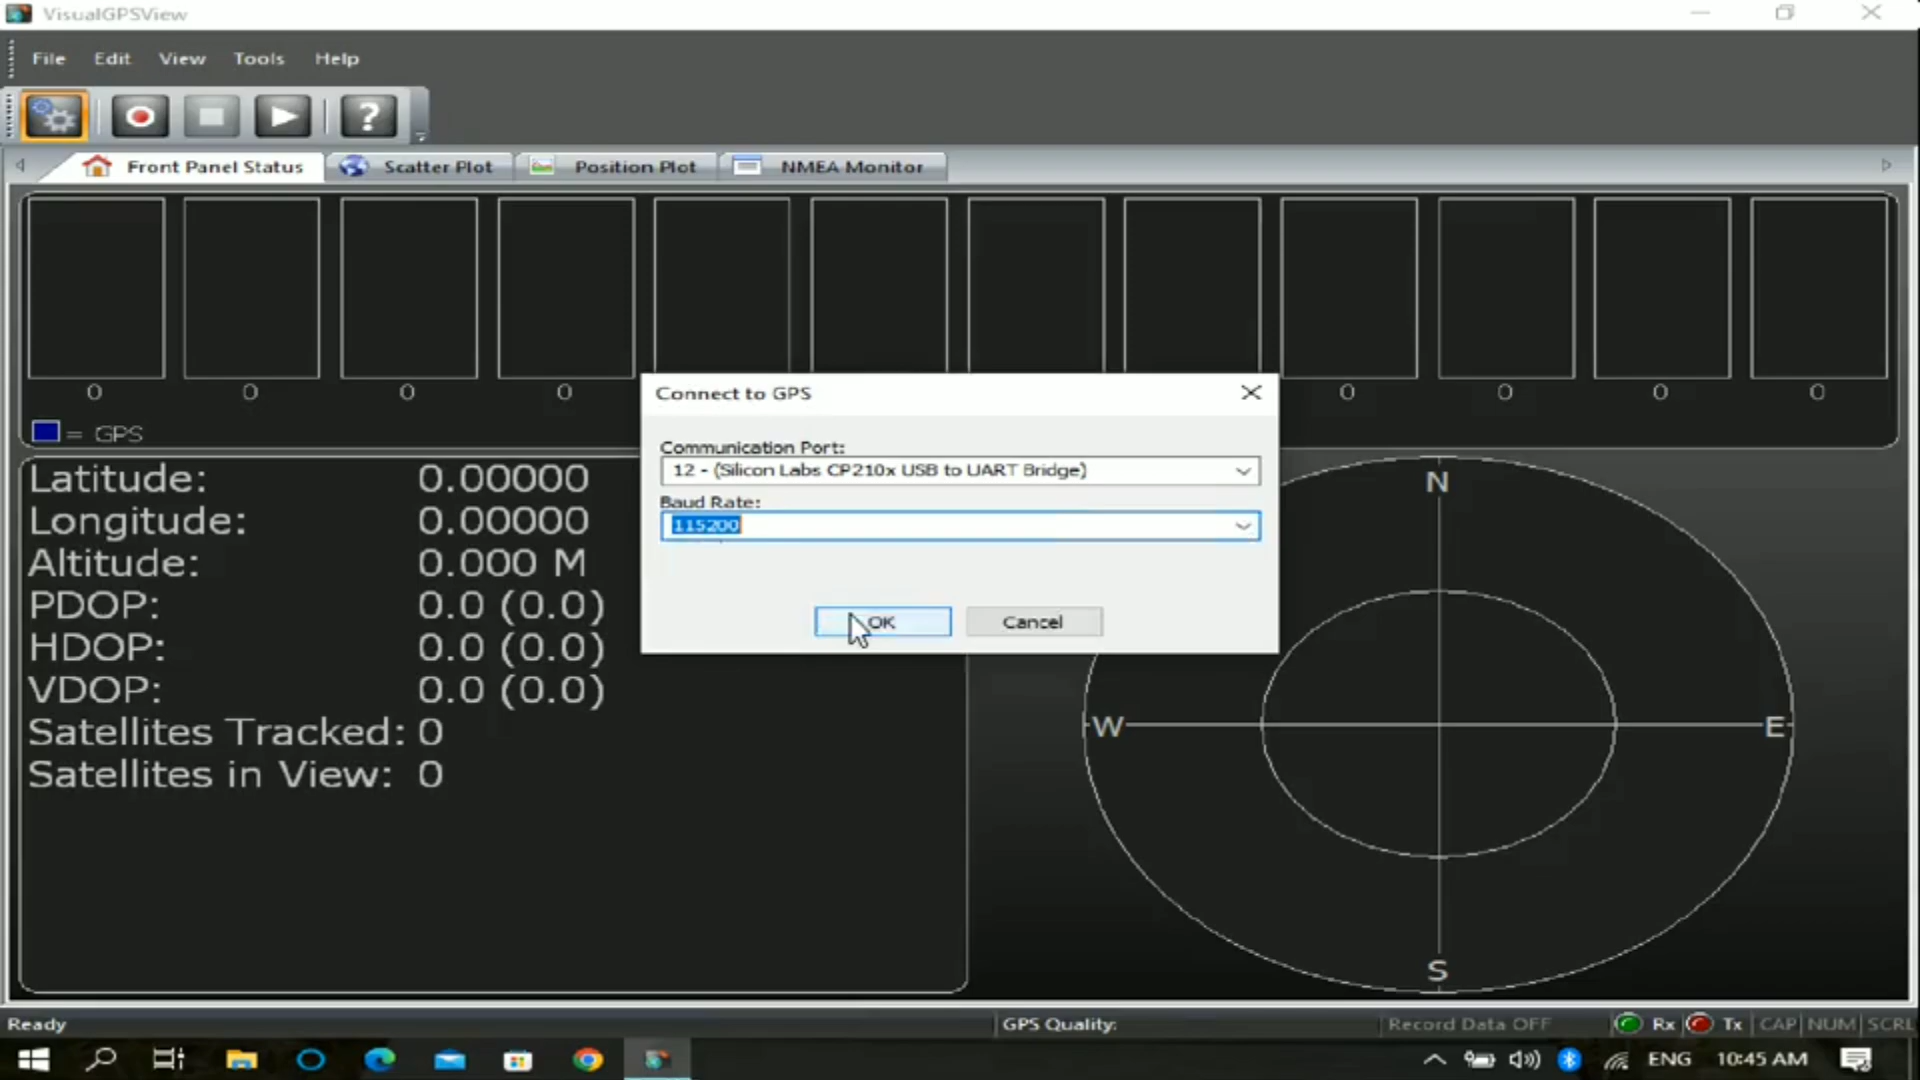 VisualGPSView
File Edit View Tools Help
Front Panel Status Scatter Plot Position Plot NMEA Monitor
0 0 0 0 0 0 0 0
= GPS
Connect to GPS
Communication Port:
12 - (Silicon Labs CP210x USB to UART Bridge)
Baud Rate:
115200
OK Cancel
Latitude: 0.00000
Longitude: 0.00000
Altitude: 0.000 M
PDOP: 0.0 (0.0)
HDOP: 0.0 (0.0)
VDOP: 0.0 (0.0)
Satellites Tracked: 0
Satellites in View: 0
N
W E
S
Ready GPS Quality: Record Data OFF Rx Tx CAP NUM SCRL
ENG 10:45 AM